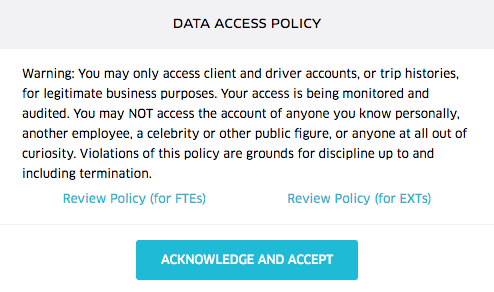 DATA ACCESS POLICY
Warning: You may only access client and driver accounts, or trip histories,
for legitimate business purposes. Your access is being monitored and
audited. You may NOT access the account of anyone you know personally,
another employee, a celebrity or other public figure, or anyone at all out of
curiosity. Violations of this policy are grounds for discipline up to and
including termination.
Review Policy (for FTEs) Review Policy (for EXTs)
ACKNOWLEDGE AND ACCEPT